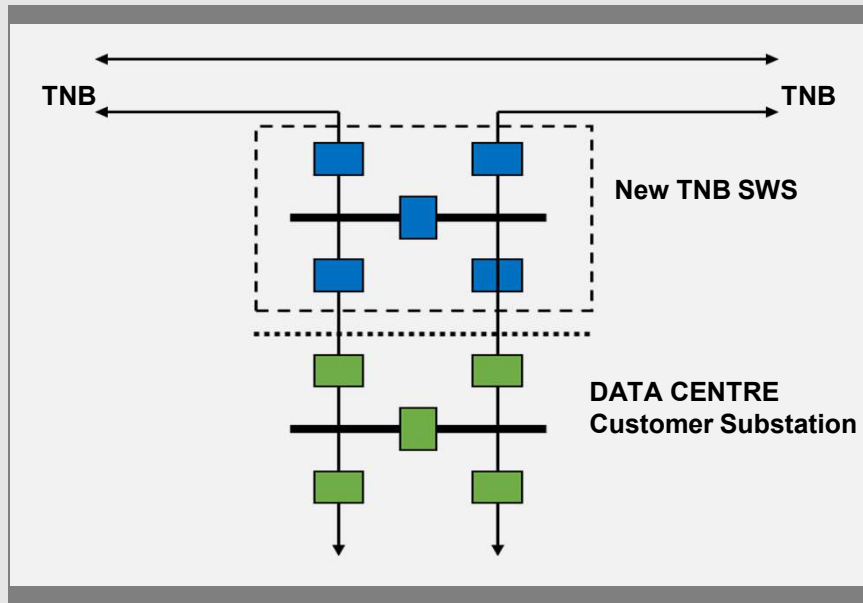 TNB
TNB
New TNB SWS
DATA CENTRE
Customer Substation